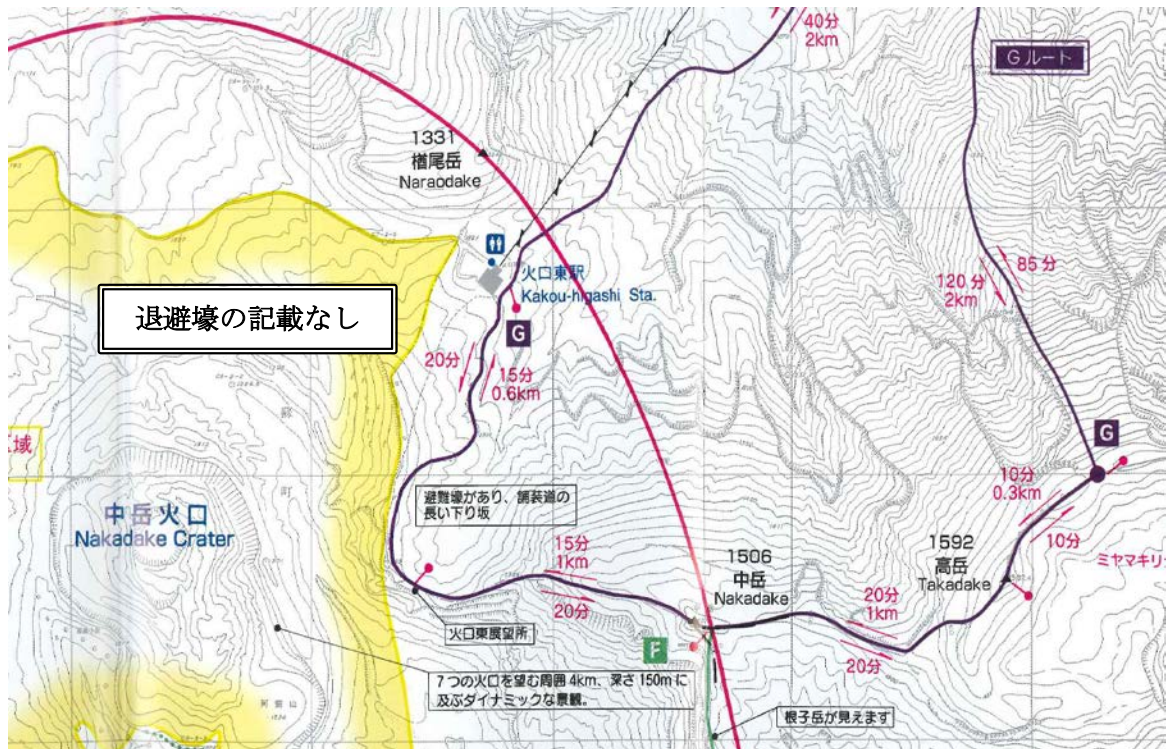 40分
2km
Gルート
1331
楢尾岳
Naraodake
火口東駅
Kakou-higashi Sta.
G
退避壕の記載なし
20分
15分
0.6km
120分
2km
85分
域
中岳火口
Nakadake Crater
避難壕があり、舗装道の
長い下り坂
G
10分
0.3km
10分
15分
1km
20分
1506
中岳
Nakadake
1592
高岳
Takadake
ミヤマキリ
20分
1km
20分
火口東展望所
F
7つの火口を望む周囲4km、深さ150mに
及ぶダイナミックな景観。
根子岳が見えます